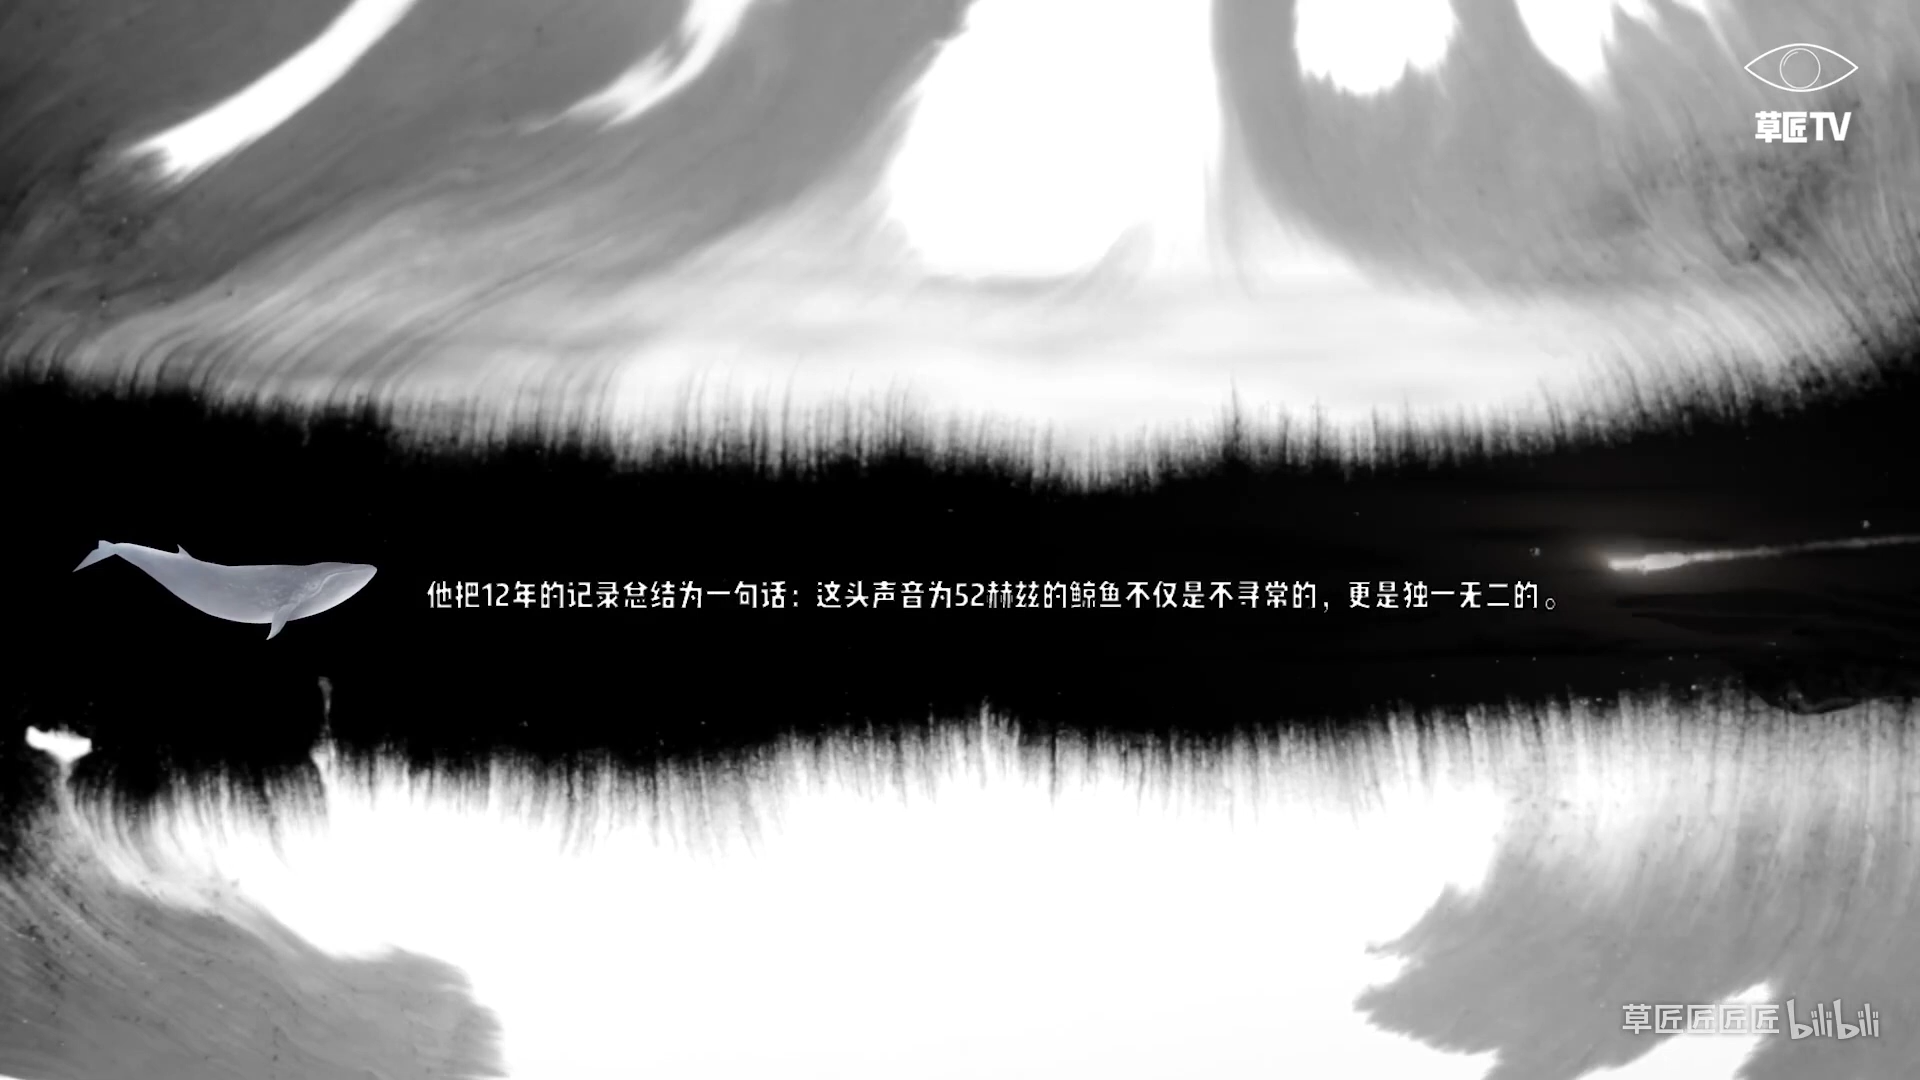 草匠TV
他把12年的记录总结为一句话：这头声音为52赫兹的鲸鱼不仅是不寻常的，更是独一无二的。
草匠匠匠匠 bilibili